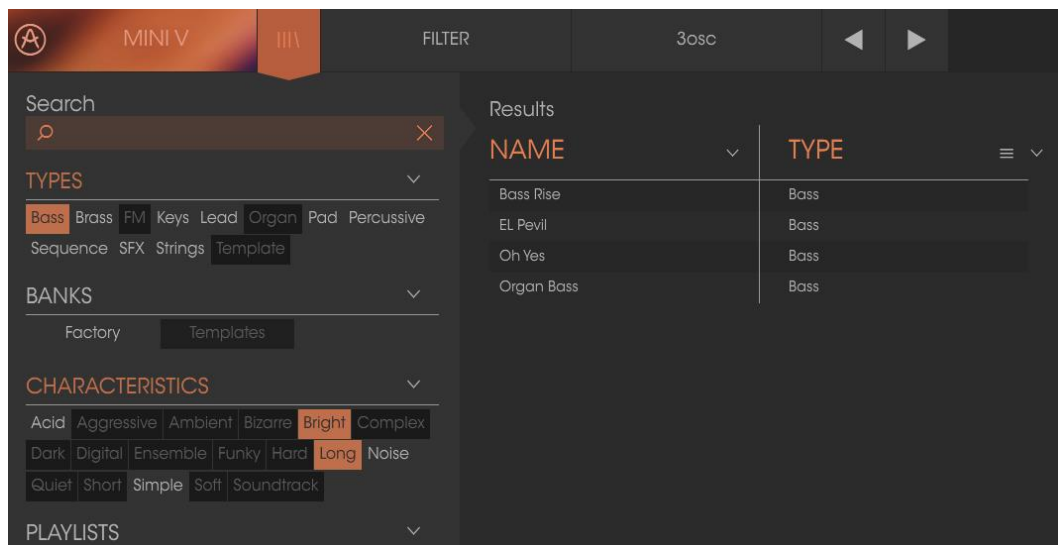 MINI V FILTER 3osc
Search
TYPES
Bass Brass FM Keys Lead Organ Pad Percussive
Sequence SFX Strings Template
BANKS
Factory Templates
CHARACTERISTICS
Acid Aggressive Ambient Bizarre Bright Complex
Dark Digital Ensemble Funky Hard Long Noise
Quiet Short Simple Soft Soundtrack
PLAYLISTS
Results
NAME TYPE
Bass Rise Bass
EL Pevil Bass
Oh Yes Bass
Organ Bass Bass